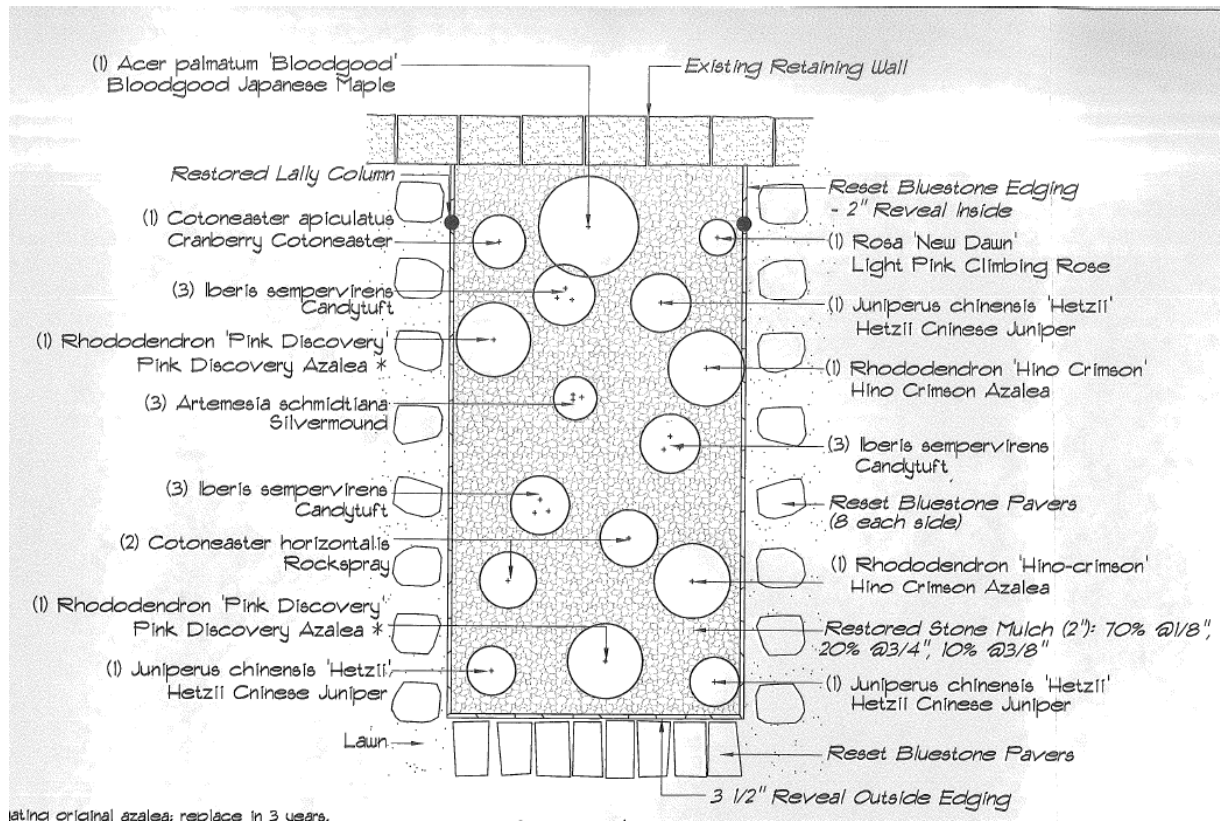 (1) Acer palmatum 'Bloodgood'
Bloodgood Japanese Maple
Existing Retaining Wall
Restored Lally Column
(1) Cotoneaster apiculatus
Cranberry Cotoneaster
(3) Iberis sempervirens
Candytuft
(1) Rhododendron 'Pink Discovery'
Pink Discovery Azalea *
(3) Artemesia schmidtiana
Silvermound
(3) Iberis sempervirens
Candytuft
(2) Cotoneaster horizontalis
Rockspray
(1) Rhododendron 'Pink Discovery'
Pink Discovery Azalea *
(1) Juniperus chinensis 'Hetzii'
Hetzii Cninese Juniper
Lawn
Reset Bluestone Edging
- 2" Reveal Inside
(1) Rosa 'New Dawn'
Light Pink Climbing Rose
(1) Juniperus chinensis 'Hetzii'
Hetzii Cninese Juniper
(1) Rhododendron 'Hino Crimson'
Hino Crimson Azalea
(3) Iberis sempervirens
Candytuft
Reset Bluestone Pavers
(8 each side)
(1) Rhododendron 'Hino-crimson'
Hino Crimson Azalea
Restored Stone Mulch (2"): 70% @1/8",
20% @3/4", 10% @3/8"
(1) Juniperus chinensis 'Hetzii'
Hetzii Cninese Juniper
Reset Bluestone Pavers
3 1/2" Reveal Outside Edging
original azalea; replace in 3 years.